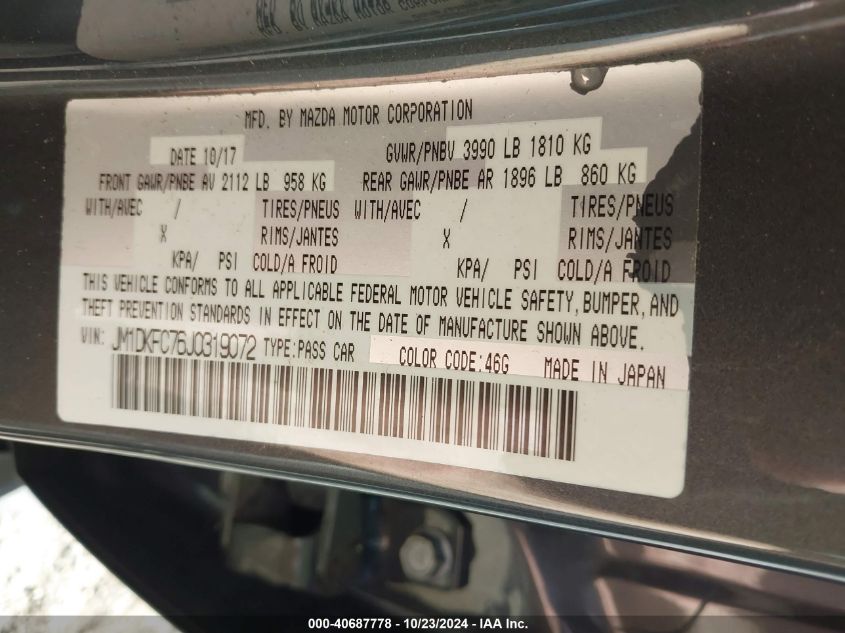 MFD. BY MAZDA MOTOR CORPORATION
DATE 10/17 GVWR/PNBV 3990 LB 1810 KG
FRONT GAWR/PNBE AV 2112 LB 958 KG REAR GAWR/PNBE AR 1896 LB 860 KG
WITH/AVEC / TIRES/PNEUS WITH/AVEC / TIRES/PNEUS
X RIMS/JANTES X RIMS/JANTES
KPA/ PSI COLD/A FROID KPA/ PSI COLD/A FROID
THIS VEHICLE CONFORMS TO ALL APPLICABLE FEDERAL MOTOR VEHICLE SAFETY, BUMPER, AND
THEFT PREVENTION STANDARDS IN EFFECT ON THE DATE OF MANUFACTURE SHOWN ABOVE.
VIN: JM1DKFC76J0319072 TYPE:PASS CAR COLOR CODE:46G MADE IN JAPAN
000-40687778 - 10/23/2024 - IAA Inc.